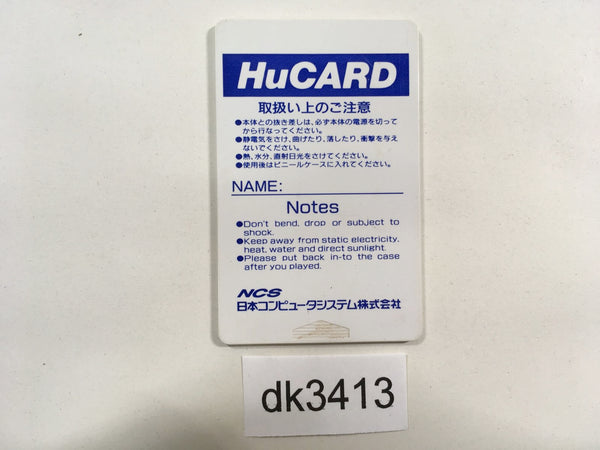 HuCARD
取扱い上のご注意
●本体との抜き差しは、必ず本体の電源を切って
から行なってください。
●静電気をさけ、曲げたり、落したり、衝撃を与え
ないでください。
●熱、水分、直射日光をさけてください。
●使用後はビニールケースに入れてください。
NAME:
Notes
●Don't bend, drop or subject to
shock.
●Keep away from static electricity,
heat, water and direct sunlight.
●Please put back in-to the case
after you played.
NCS
日本コンピュータシステム株式会社
dk3413